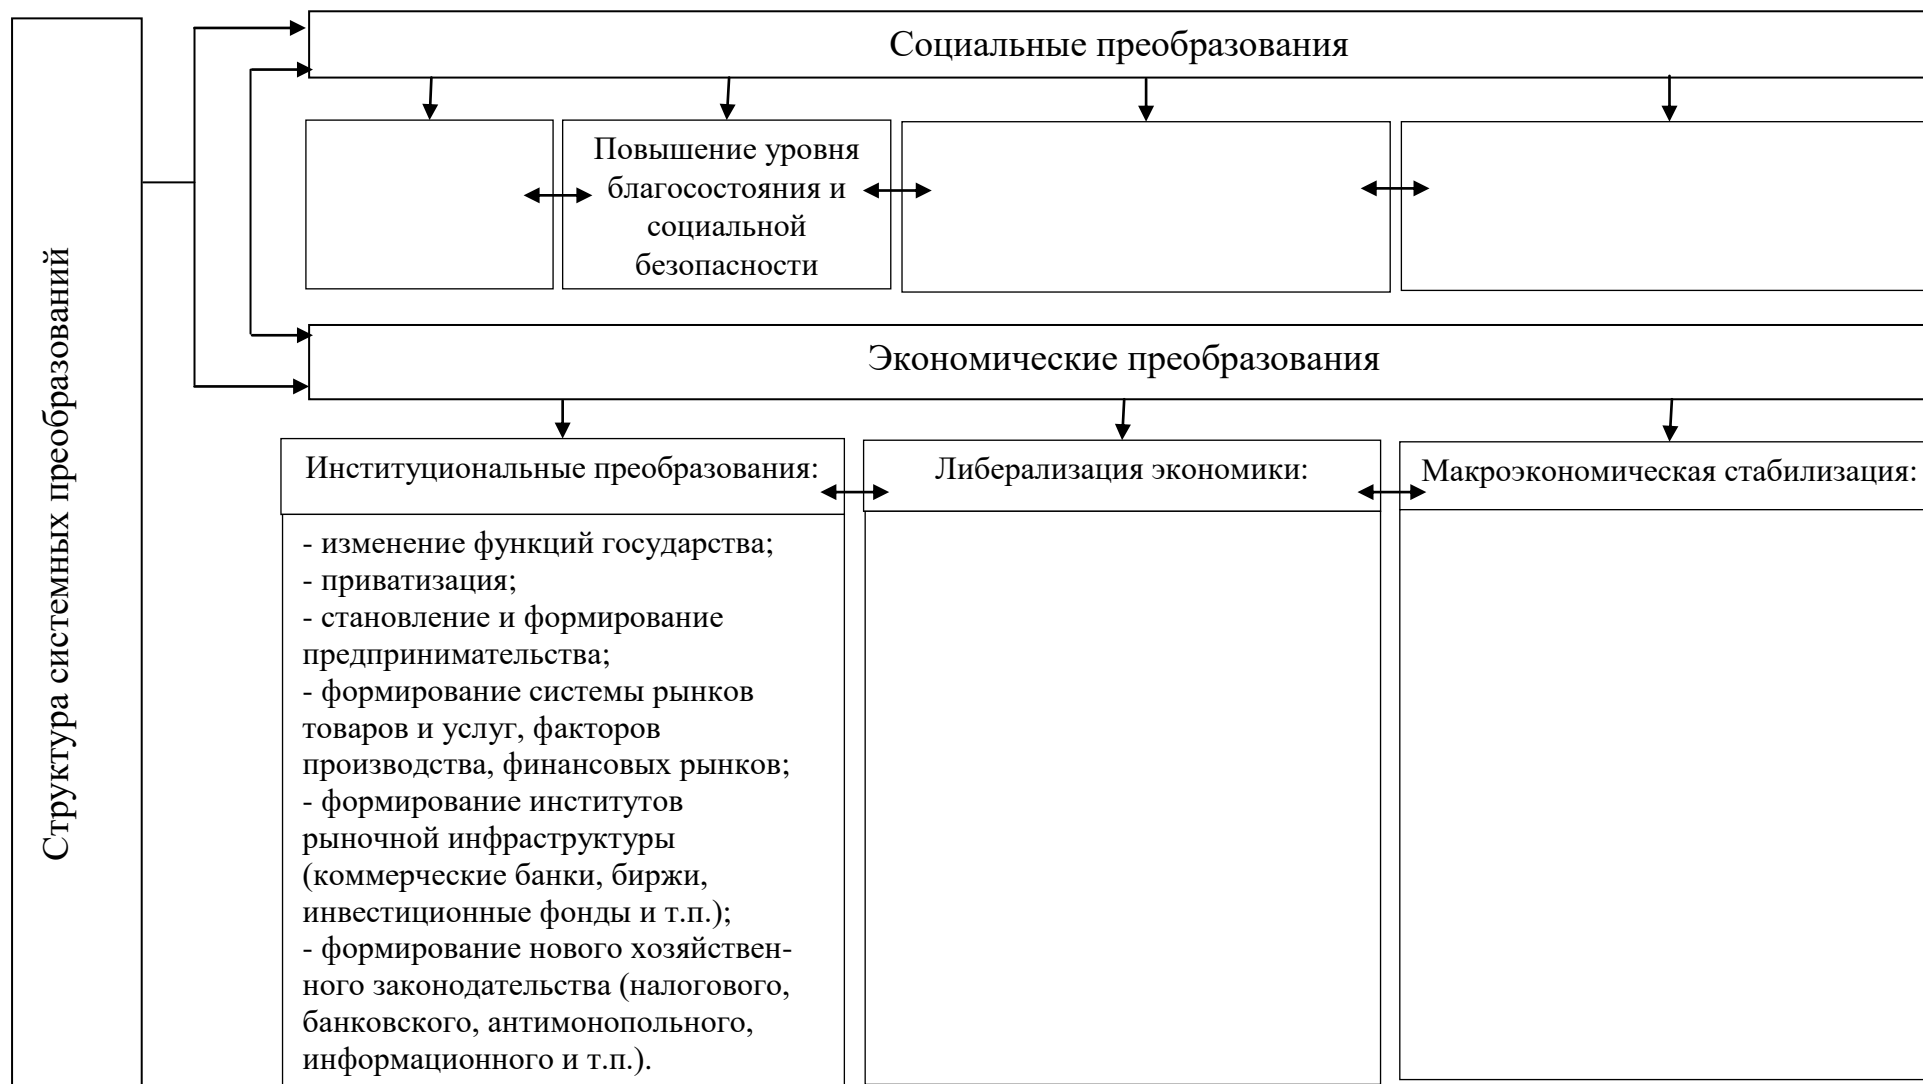 Структура системных преобразований
Социальные преобразования
Повышение уровня
благосостояния и
социальной
безопасности
Экономические преобразования
Институциональные преобразования:
- изменение функций государства;
- приватизация;
- становление и формирование
предпринимательства;
- формирование системы рынков
товаров и услуг, факторов
производства, финансовых рынков;
- формирование институтов
рыночной инфраструктуры
(коммерческие банки, биржи,
инвестиционные фонды и т.п.);
- формирование нового хозяйствен-
ного законодательства (налогового,
банковского, антимонопольного,
информационного и т.п.).
Либерализация экономики:
Макроэкономическая стабилизация: